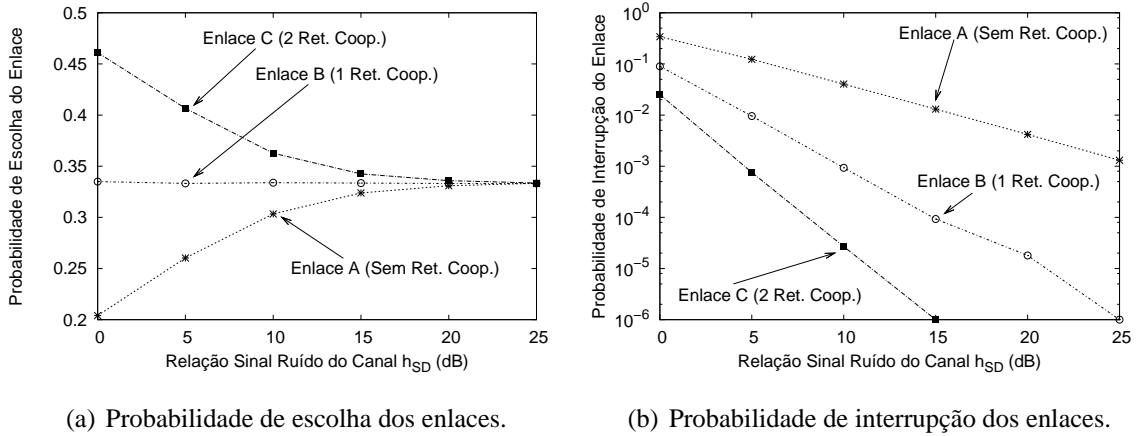 0.5
0.45
0.4
0.35
0.3
0.25
0.2
Probabilidade de Escolha do Enlace
Enlace C (2 Ret. Coop.)
Enlace B (1 Ret. Coop.)
Enlace A (Sem Ret. Coop.)
0 5 10 15 20 25
Relação Sinal Ruído do Canal h_SD (dB)
(a) Probabilidade de escolha dos enlaces.
10^0
10^-1
10^-2
10^-3
10^-4
10^-5
10^-6
Probabilidade de Interrupção do Enlace
Enlace A (Sem Ret. Coop.)
Enlace B (1 Ret. Coop.)
Enlace C (2 Ret. Coop.)
0 5 10 15 20 25
Relação Sinal Ruído do Canal h_SD (dB)
(b) Probabilidade de interrupção dos enlaces.